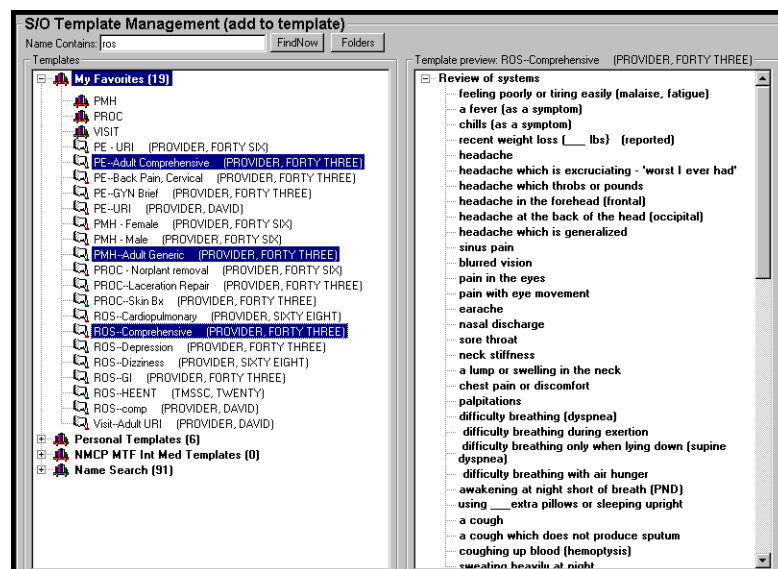 S/O Template Management (add to template)
Name Contains: ros FindNow Folders
Templates
My Favorites (19)
PMH
PROC
VISIT
PE - URI (PROVIDER, FORTY SIX)
PE--Adult Comprehensive (PROVIDER, FORTY THREE)
PE--Back Pain, Cervical (PROVIDER, FORTY THREE)
PE--GYN Brief (PROVIDER, FORTY THREE)
PE--URI (PROVIDER, DAVID)
PMH - Female (PROVIDER, FORTY SIX)
PMH - Male (PROVIDER, FORTY SIX)
PMH--Adult Generic (PROVIDER, FORTY THREE)
PROC - Norplant removal (PROVIDER, FORTY SIX)
PROC--Laceration Repair (PROVIDER, FORTY THREE)
PROC--Skin Bx (PROVIDER, FORTY THREE)
ROS--Cardiopulmonary (PROVIDER, SIXTY EIGHT)
ROS--Comprehensive (PROVIDER, FORTY THREE)
ROS--Depression (PROVIDER, FORTY THREE)
ROS--Dizziness (PROVIDER, SIXTY EIGHT)
ROS--GI (PROVIDER, FORTY THREE)
ROS--HEENT (TMSSC, TWENTY)
ROS--comp (PROVIDER, DAVID)
Visit--Adult URI (PROVIDER, DAVID)
Personal Templates (6)
NMCP MTF Int Med Templates (0)
Name Search (91)
Template preview: ROS--Comprehensive (PROVIDER, FORTY THREE)
Review of systems
feeling poorly or tiring easily (malaise, fatigue)
a fever (as a symptom)
chills (as a symptom)
recent weight loss {___ lbs} (reported)
headache
headache which is excruciating - 'worst I ever had'
headache which throbs or pounds
headache in the forehead (frontal)
headache at the back of the head (occipital)
headache which is generalized
sinus pain
blurred vision
pain in the eyes
pain with eye movement
earache
nasal discharge
sore throat
neck stiffness
a lump or swelling in the neck
chest pain or discomfort
palpitations
difficulty breathing (dyspnea)
difficulty breathing during exertion
difficulty breathing only when lying down (supine
dyspnea)
difficulty breathing with air hunger
awakening at night short of breath (PND)
using ___extra pillows or sleeping upright
a cough
a cough which does not produce sputum
coughing up blood (hemoptysis)
sweating heavily at night